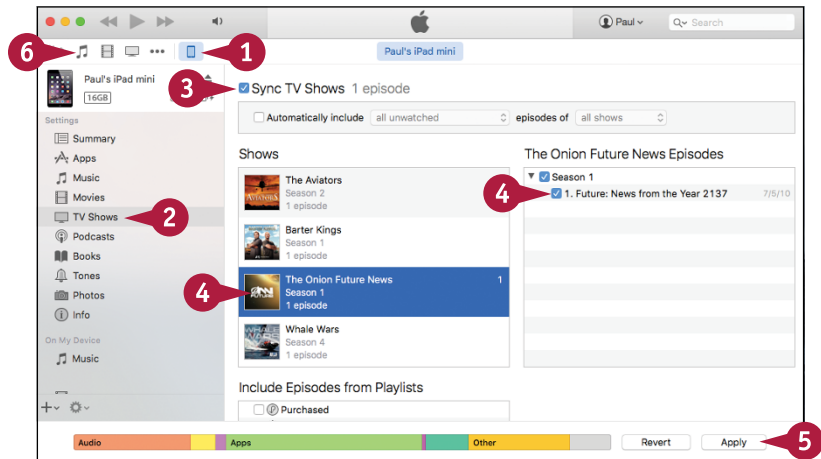 Paul
Search
6
1
Paul's iPad mini
Paul's iPad mini
16GB
3
Sync TV Shows 1 episode
Automatically include all unwatched episodes of all shows
Settings
Summary
Apps
Music
Movies
TV Shows
2
Podcasts
Books
Tones
Photos
Info
On My Device
Music
Shows
The Aviators
Season 2
1 episode
Barter Kings
Season 1
1 episode
4
The Onion Future News 1
Season 1
1 episode
Whale Wars
Season 4
1 episode
The Onion Future News Episodes
Season 1
4
1. Future: News from the Year 2137 7/5/10
Include Episodes from Playlists
Purchased
Audio
Apps
Other
Revert
Apply
5